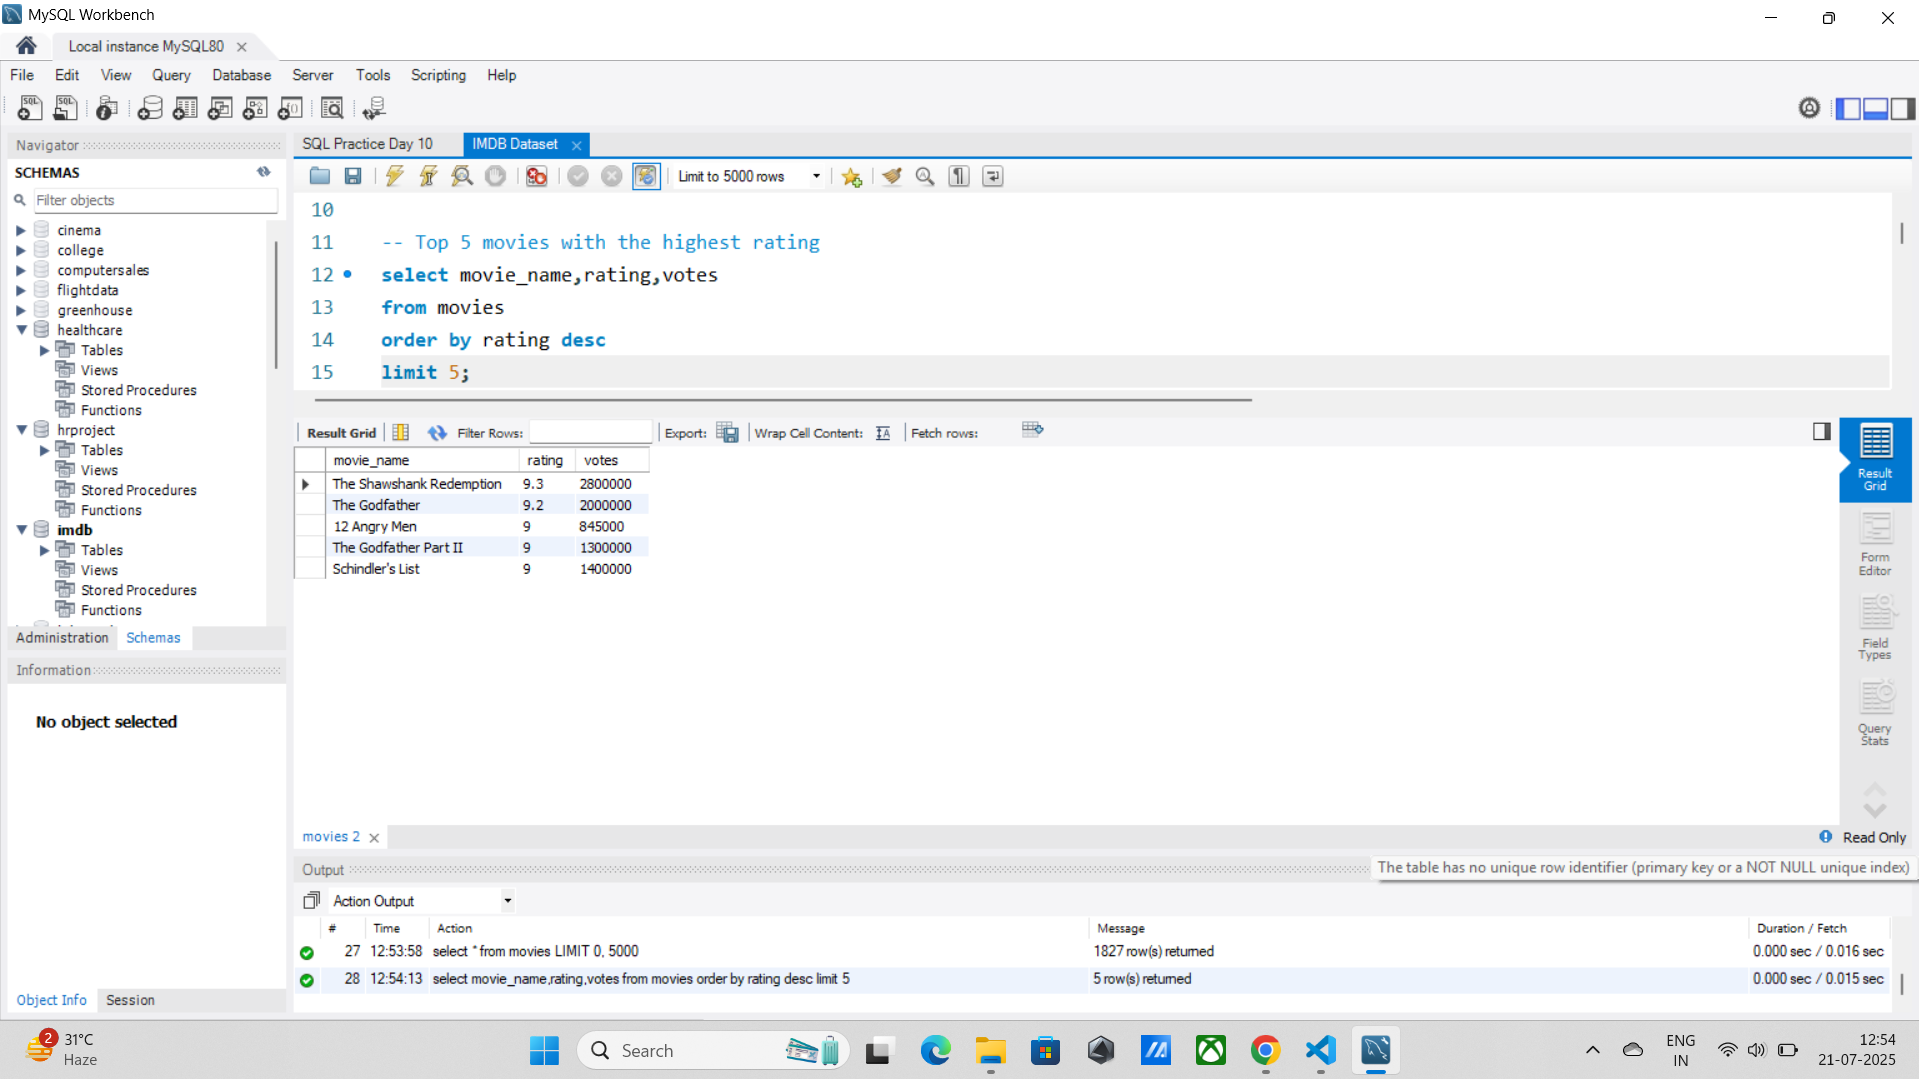 MySQL Workbench
Local instance MySQL80
File Edit View Query Database Server Tools Scripting Help
Navigator
SCHEMAS
Filter objects
cinema
college
computersales
flightdata
greenhouse
healthcare
Tables
Views
Stored Procedures
Functions
hrproject
Tables
Views
Stored Procedures
Functions
imdb
Tables
Views
Stored Procedures
Functions
Administration Schemas
Information
No object selected
Object Info Session
SQL Practice Day 10 IMDB Dataset
Limit to 5000 rows
10
11 -- Top 5 movies with the highest rating
12 select movie_name,rating,votes
13 from movies
14 order by rating desc
15 limit 5;
Result Grid Filter Rows: Export: Wrap Cell Content: Fetch rows:
movie_name rating votes
The Shawshank Redemption 9.3 2800000
The Godfather 9.2 2000000
12 Angry Men 9 845000
The Godfather Part II 9 1300000
Schindler's List 9 1400000
Result
Grid
Form
Editor
Field
Types
Query
Stats
movies 2
Read Only
Output
The table has no unique row identifier (primary key or a NOT NULL unique index)
Action Output
# Time Action Message Duration / Fetch
27 12:53:58 select * from movies LIMIT 0, 5000 1827 row(s) returned 0.000 sec / 0.016 sec
28 12:54:13 select movie_name,rating,votes from movies order by rating desc limit 5 5 row(s) returned 0.000 sec / 0.015 sec
2
31°C
Haze
Search
ENG
IN
12:54
21-07-2025